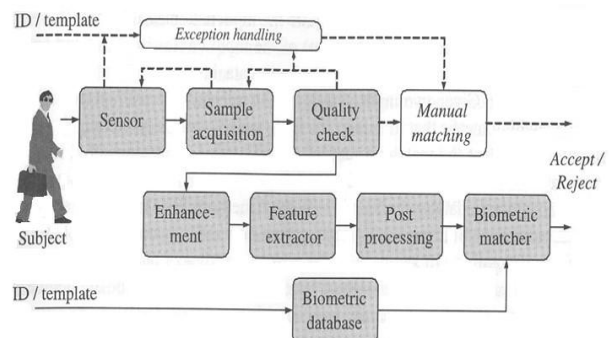 ID / template
Exception handling
Sensor
Sample
acquisition
Quality
check
Manual
matching
Accept /
Reject
Subject
Enhance-
ment
Feature
extractor
Post
processing
Biometric
matcher
ID / template
Biometric
database